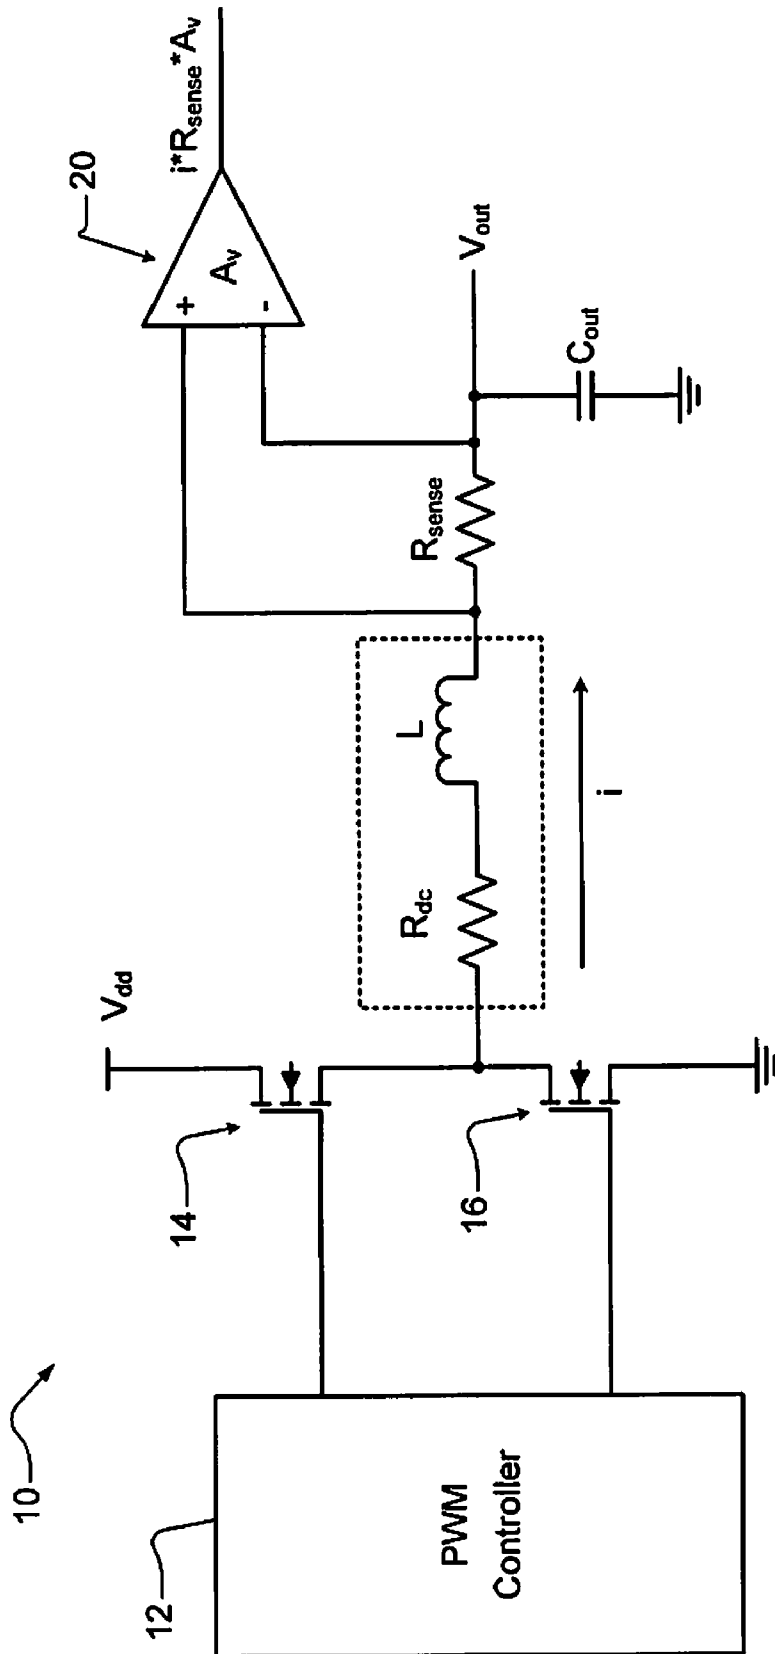 10
12
PWM
Controller
14
16
V_dd
R_dc
L
i
R_sense
C_out
V_out
20
+
-
A_v
i*R_sense*A_v